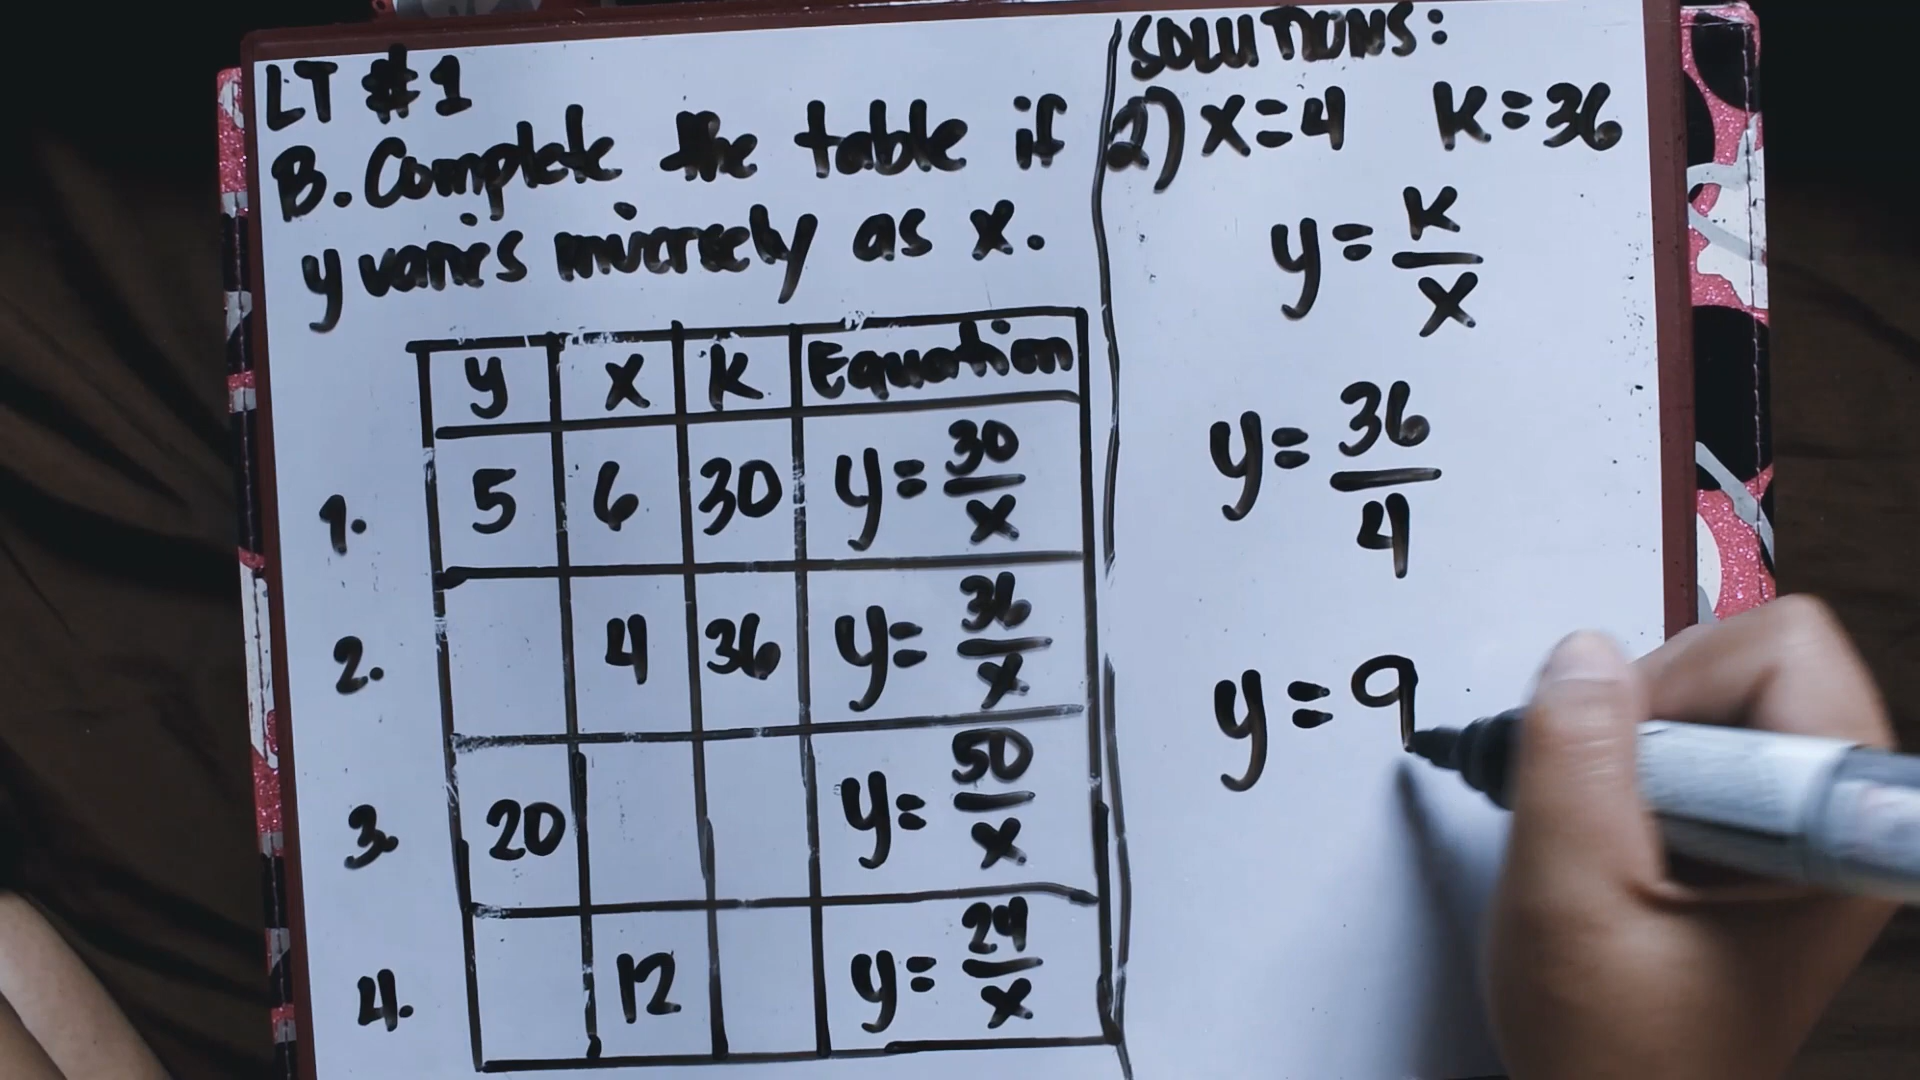 LT #1
B. Complete the table if
y varies inversely as x.
y x k Equation
1. 5 6 30 y = 30/x
2. 4 36 y = 36/x
3. 20 y = 50/x
4. 12 y = 24/x
SOLUTIONS:
2) x = 4 k = 36
y = k/x
y = 36/4
y = 9